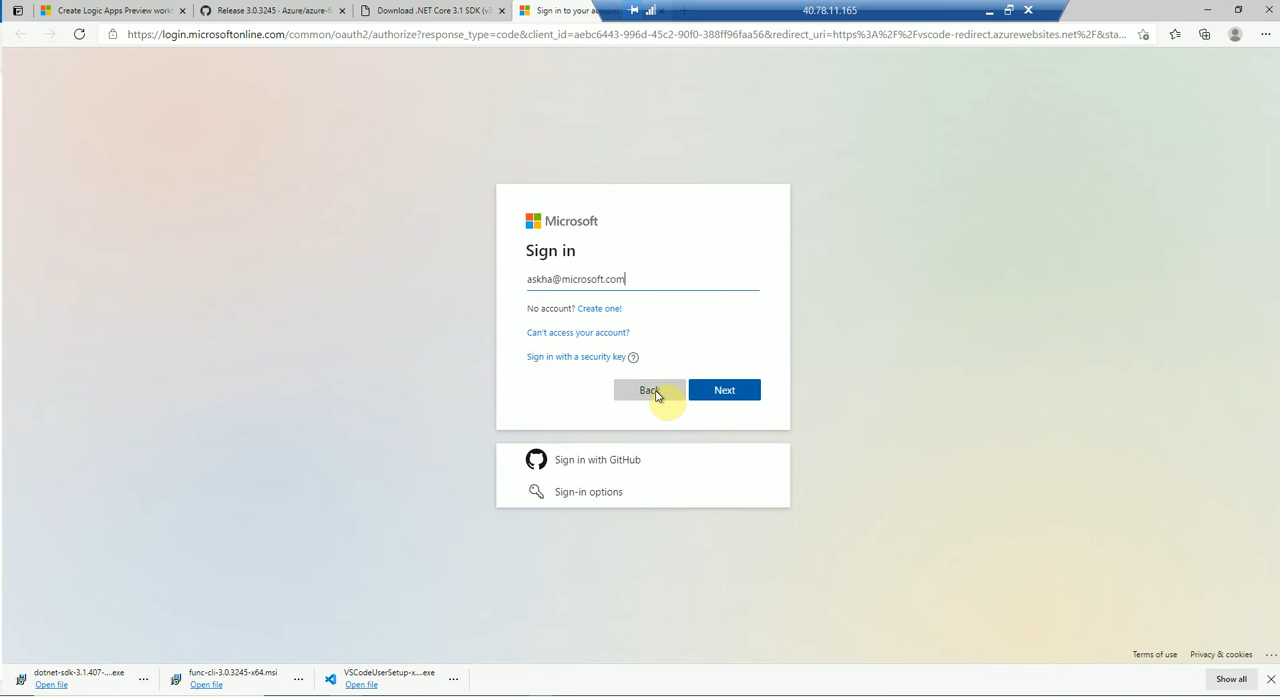 Create Logic Apps Preview work
Release 3.0.3245 - Azure/azure-f
Download .NET Core 3.1 SDK (v3
Sign in to your a
40.78.11.165
https://login.microsoftonline.com/common/oauth2/authorize?response_type=code&client_id=aebc6443-996d-45c2-90f0-388ff96faa56&redirect_uri=https%3A%2F%2Fvscode-redirect.azurewebsites.net%2F&sta...
Microsoft
Sign in
askha@microsoft.com
No account? Create one!
Can't access your account?
Sign in with a security key
Back
Next
Sign in with GitHub
Sign-in options
Terms of use
Privacy & cookies
...
dotnet-sdk-3.1.407-....exe
Open file
func-cli-3.0.3245-x64.msi
Open file
VSCodeUserSetup-x....exe
Open file
Show all